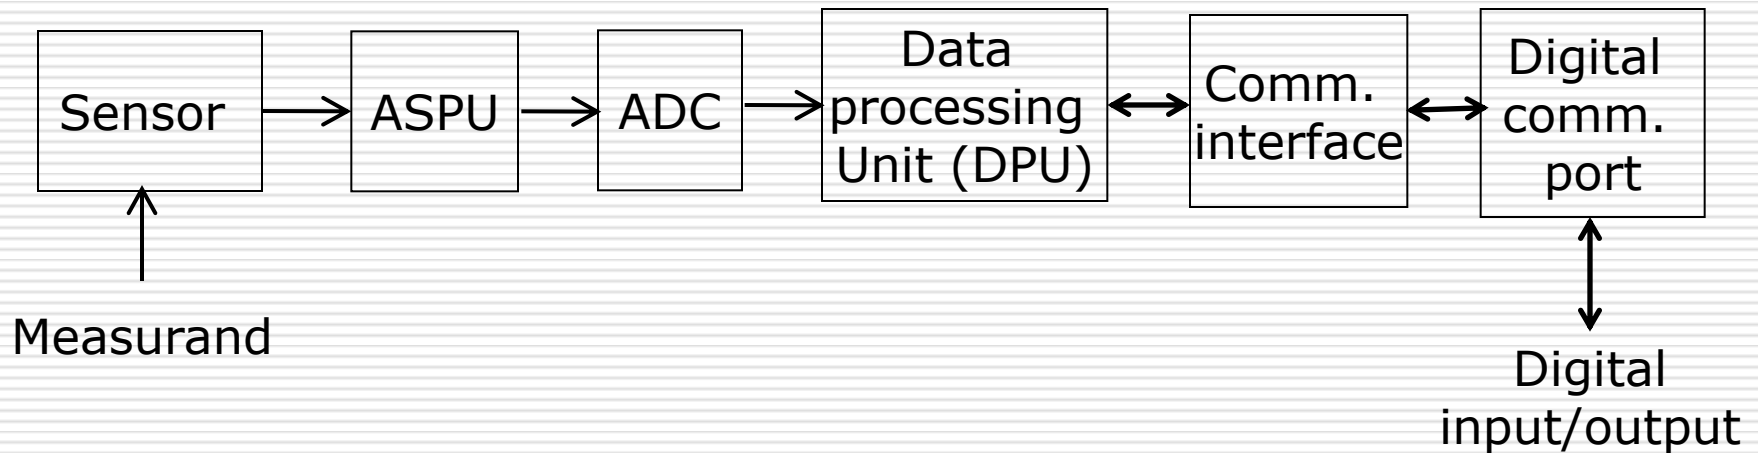 Sensor
ASPU
ADC
Data
processing
Unit (DPU)
Comm.
interface
Digital
comm.
port
Measurand
Digital
input/output